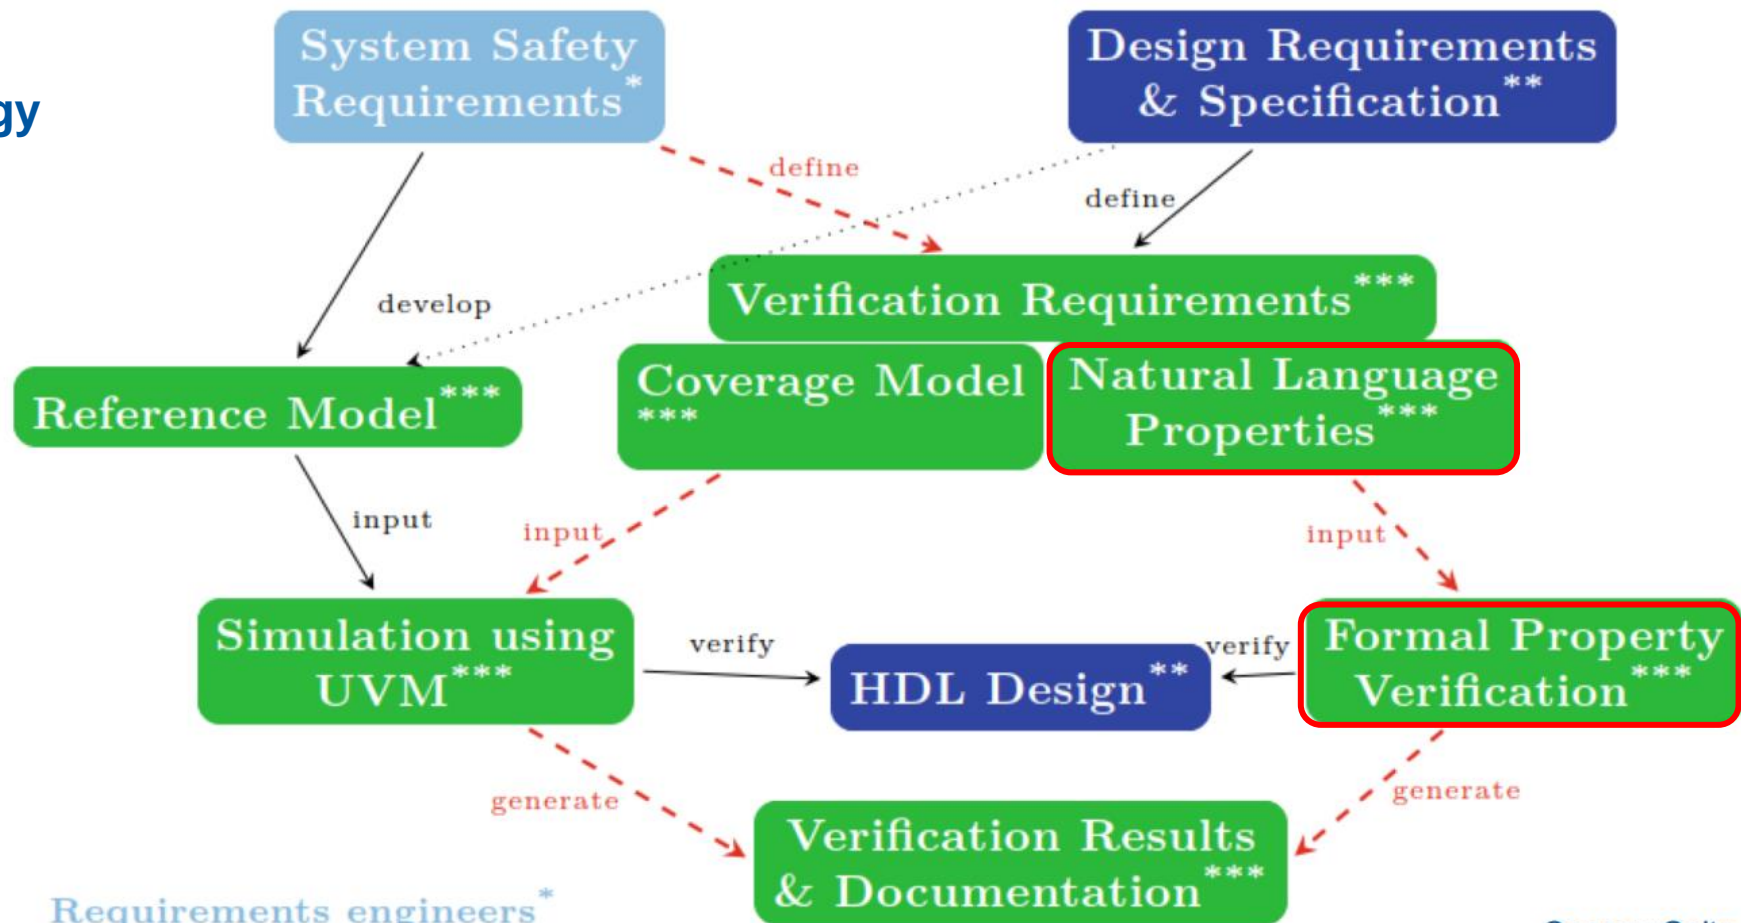 System Safety
Requirements*
Design Requirements
& Specification**
define
define
develop
Verification Requirements***
Reference Model***
Coverage Model
***
Natural Language
Properties***
input
input
input
Simulation using
UVM***
verify
HDL Design**
verify
Formal Property
Verification***
generate
generate
Verification Results
& Documentation***
Requirements engineers*